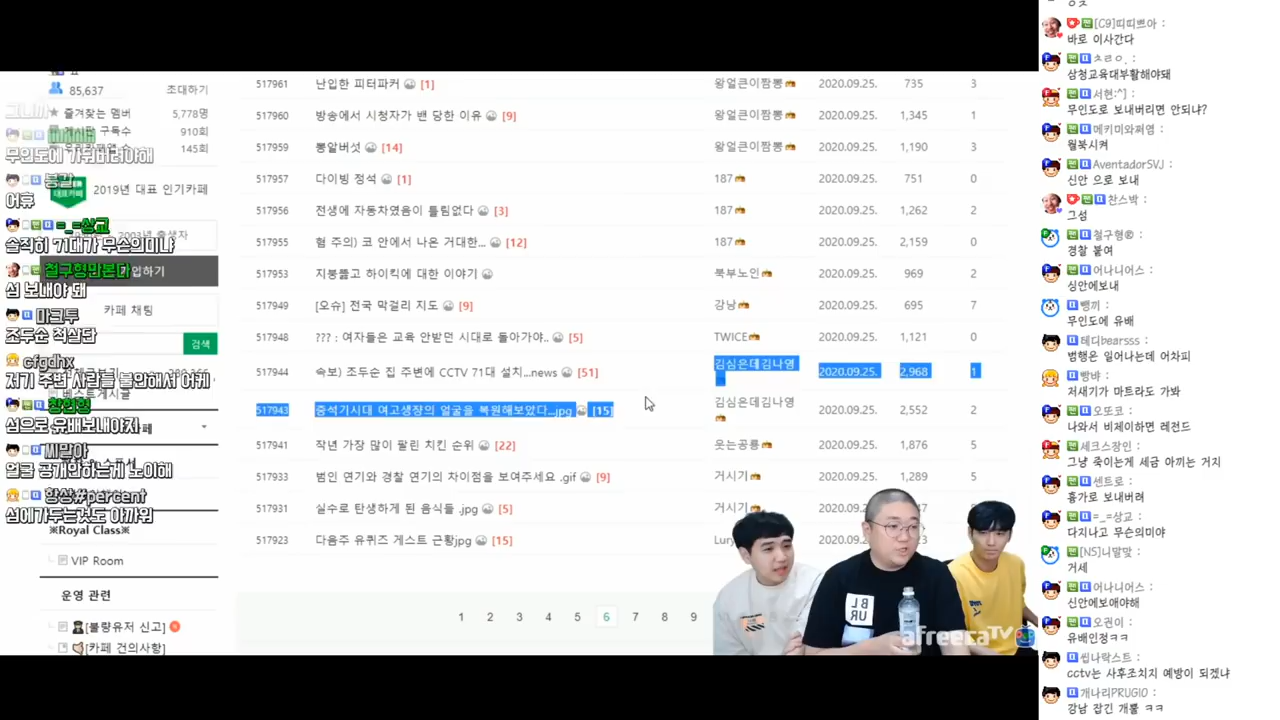 85,637
초대하기
즐겨찾는 멤버
5,778명
게시판 구독수
910회
145회
2019년 대표 인기카페
카페 채팅
검색
※Royal Class※
VIP Room
운영 관련
[불량유저 신고]
[카페 건의사항]
무인도에 가둬버려야해
어휴
=_=상교
솔직히 기대가 무슨의미냐
철구형만본다
섬 보내야 돼
마크투
조두순 척살단
cfgdhx
저기 주변 사람들 불안해서 어케
창현형
섬으로 유배보내야지
씨말아
얼굴 공개안하는게 노이해
항상#percent
섬에가두는것도 아까워
517961 난입한 피터파커 [1] 왕얼큰이짬뽕 2020.09.25. 735 3
517960 방송에서 시청자가 밴 당한 이유 [9] 왕얼큰이짬뽕 2020.09.25. 1,345 1
517959 뽕알버섯 [14] 왕얼큰이짬뽕 2020.09.25. 1,190 3
517957 다이빙 정석 [1] 187 2020.09.25. 751 0
517956 전생에 자동차였음이 틀림없다 [3] 187 2020.09.25. 1,262 2
517955 혐 주의) 코 안에서 나온 거대한... [12] 187 2020.09.25. 2,159 0
517953 지붕뚫고 하이킥에 대한 이야기 북부노인 2020.09.25. 969 2
517949 [오슈] 전국 막걸리 지도 [9] 강남 2020.09.25. 695 7
517948 ??? : 여자들은 교육 안받던 시대로 돌아가야.. [5] TWICE 2020.09.25. 1,121 0
517944 속보) 조두순 집 주변에 CCTV 71대 설치...news [51] 김심은데김나영 2020.09.25. 2,968 1
517943 중석기시대 여고생쟝의 얼굴을 복원해보았다...jpg [15] 김심은데김나영 2020.09.25. 2,552 2
517941 작년 가장 많이 팔린 치킨 순위 [22] 웃는공룡 2020.09.25. 1,876 5
517933 범인 연기와 경찰 연기의 차이점을 보여주세요 .gif [9] 거시기 2020.09.25. 1,289 5
517931 실수로 탄생하게 된 음식들 .jpg [5] 거시기
517923 다음주 유퀴즈 게스트 근황jpg [15]
1 2 3 4 5 6 7 8 9
BL
UR
afreecaTV
[C9]띠띠쁘아 :
바로 이사간다
ㅊㄹㅇ. :
삼청교육대부활해야돼
서현:^} :
무인도로 보내버리면 안되냐?
메키미와쩌염 :
월북시켜
AventadorSVJ :
신안 으로 보내
찬스박 :
그섬
철구형® :
경찰 붙여
어나니어스 :
싱안에보내
뺑끼 :
무인도에 유배
테디bearsss :
범행은 일어나는데 어차피
빵뱌 :
저새기가 마트라도 가봐
오또코 :
나와서 비제이하면 레전드
세크스장인 :
그냥 죽이는게 세금 아끼는 거지
센트로 :
흉가로 보내버려
=_=상교 :
다지나고 무슨의미야
[N5]니말맞 :
거세
어나니어스 :
신안에보애야해
오권이 :
유배인정ㅋㅋ
씹나락스트 :
cctv는 사후조치지 예방이 되겠냐
개나리PRUGIO :
강남 잡긴 개뿔 ㅋㅋ